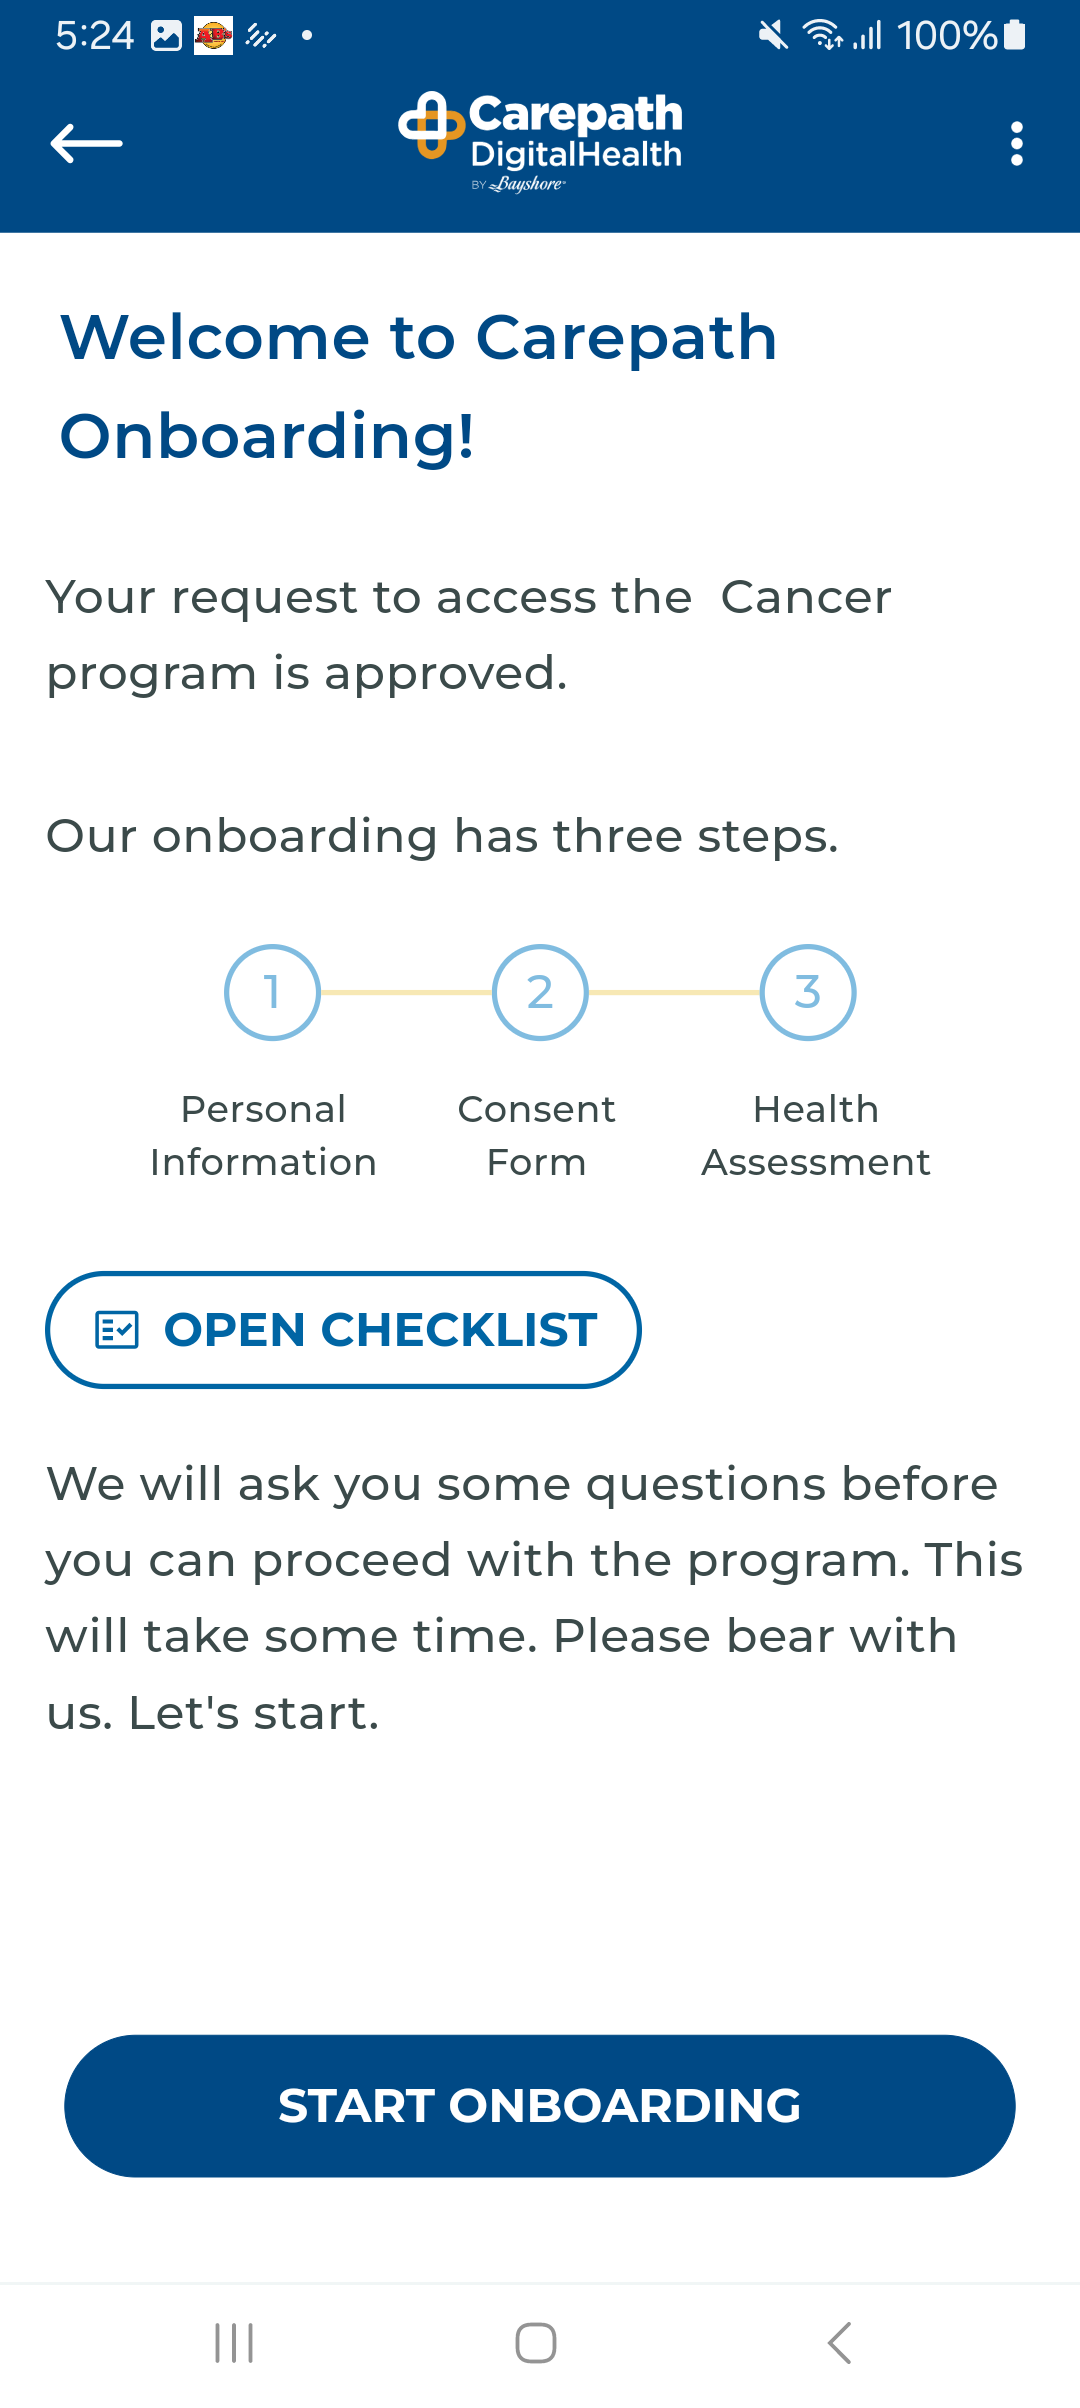 5:24
100%
Carepath
DigitalHealth
BY Bayshore
Welcome to Carepath
Onboarding!
Your request to access the  Cancer
program is approved.
Our onboarding has three steps.
1 2 3
Personal Consent Health
Information Form Assessment
OPEN CHECKLIST
We will ask you some questions before
you can proceed with the program. This
will take some time. Please bear with
us. Let's start.
START ONBOARDING